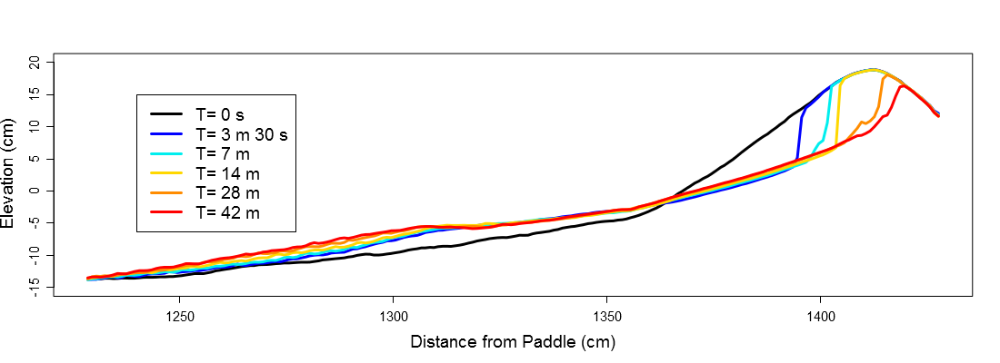 Elevation (cm)
20
15
10
5
0
-5
-10
-15
T= 0 s
T= 3 m 30 s
T= 7 m
T= 14 m
T= 28 m
T= 42 m
1250 1300 1350 1400
Distance from Paddle (cm)